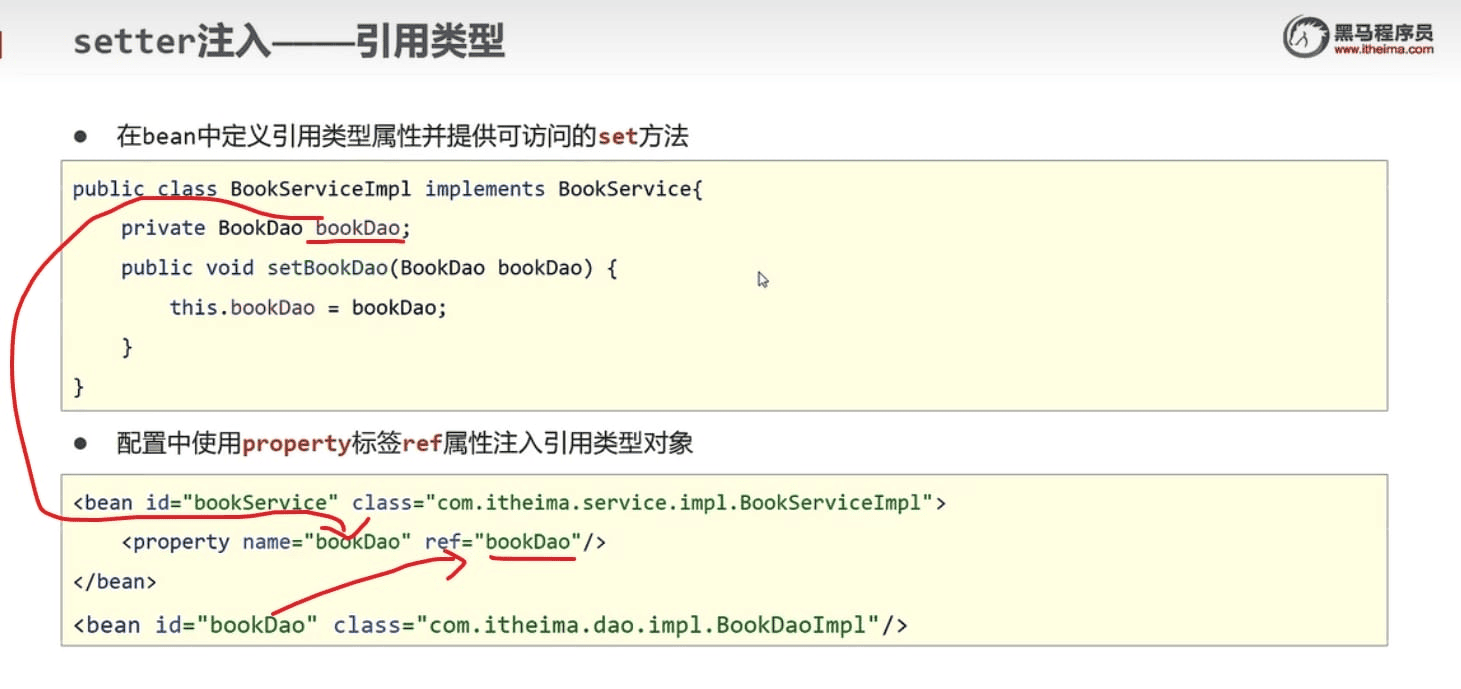 setter注入————引用类型
黑马程序员
www.itheima.com
● 在bean中定义引用类型属性并提供可访问的set方法
public class BookServiceImpl implements BookService{
    private BookDao bookDao;
    public void setBookDao(BookDao bookDao) {
        this.bookDao = bookDao;
    }
}
● 配置中使用property标签ref属性注入引用类型对象
<bean id="bookService" class="com.itheima.service.impl.BookServiceImpl">
    <property name="bookDao" ref="bookDao"/>
</bean>
<bean id="bookDao" class="com.itheima.dao.impl.BookDaoImpl"/>